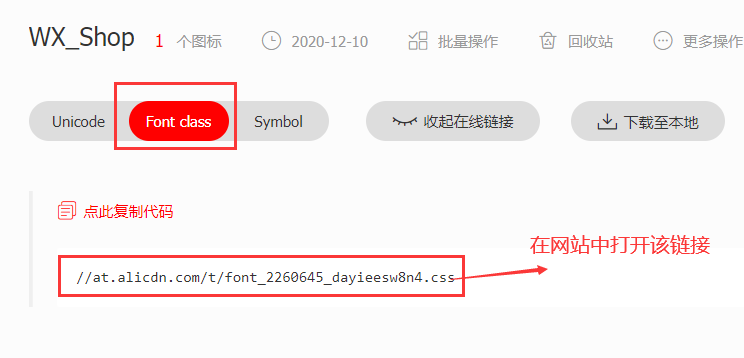 WX_Shop 1 个图标 2020-12-10 批量操作 回收站 更多操作
Unicode Font class Symbol 收起在线链接 下载至本地
点此复制代码
在网站中打开该链接
//at.alicdn.com/t/font_2260645_dayieesw8n4.css